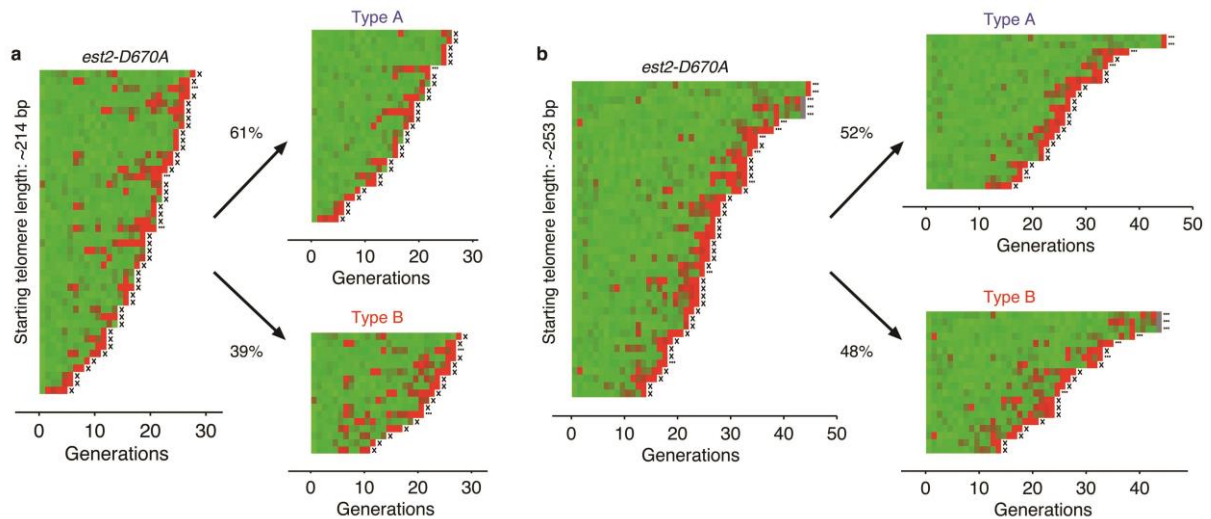 a
est2-D670A
Starting telomere length: ~214 bp
0 10 20 30
Generations
61%
39%
Type A
0 10 20 30
Generations
Type B
0 10 20 30
Generations
b
est2-D670A
Starting telomere length: ~253 bp
0 10 20 30 40 50
Generations
52%
48%
Type A
0 10 20 30 40 50
Generations
Type B
0 10 20 30 40
Generations